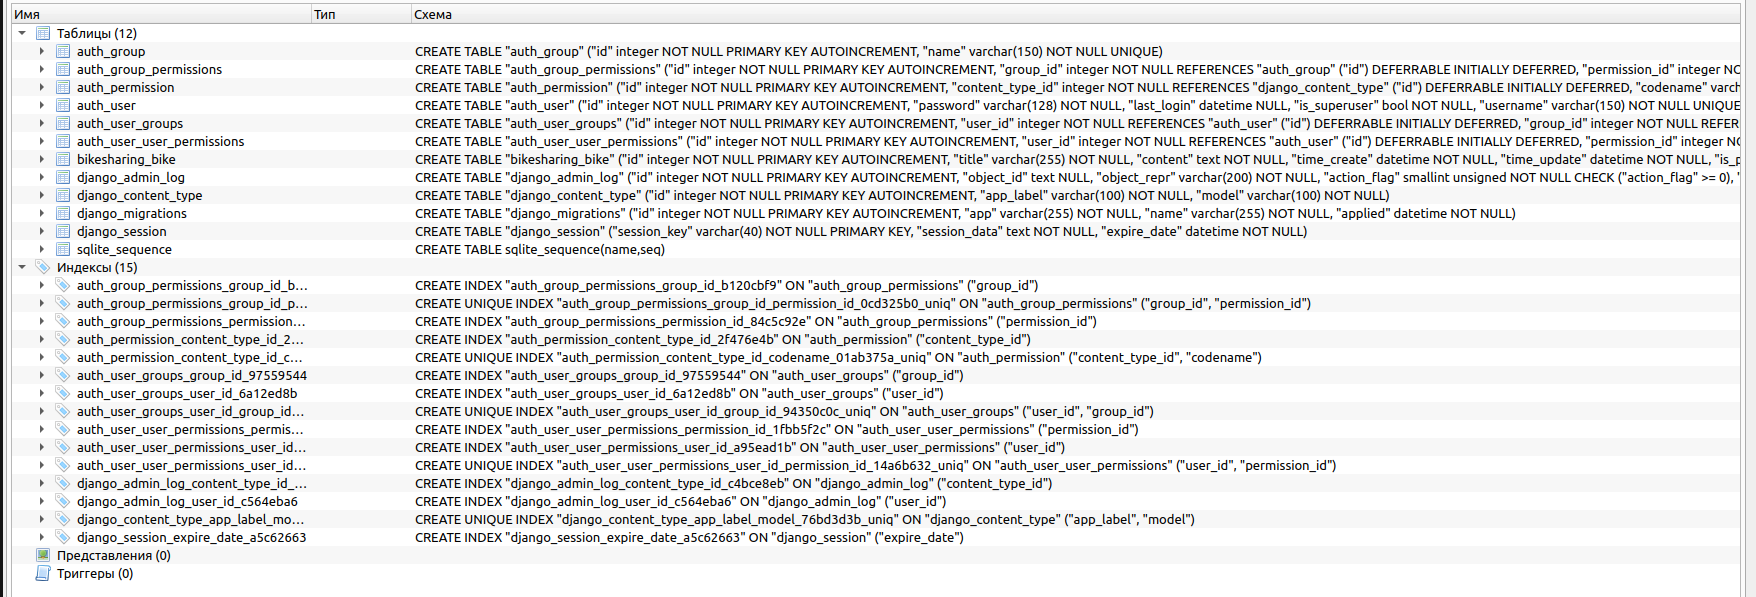 Имя Тип Схема
Таблицы (12)
auth_group CREATE TABLE "auth_group" ("id" integer NOT NULL PRIMARY KEY AUTOINCREMENT, "name" varchar(150) NOT NULL UNIQUE)
auth_group_permissions CREATE TABLE "auth_group_permissions" ("id" integer NOT NULL PRIMARY KEY AUTOINCREMENT, "group_id" integer NOT NULL REFERENCES "auth_group" ("id") DEFERRABLE INITIALLY DEFERRED, "permission_id" integer NC
auth_permission CREATE TABLE "auth_permission" ("id" integer NOT NULL PRIMARY KEY AUTOINCREMENT, "content_type_id" integer NOT NULL REFERENCES "django_content_type" ("id") DEFERRABLE INITIALLY DEFERRED, "codename" varch
auth_user CREATE TABLE "auth_user" ("id" integer NOT NULL PRIMARY KEY AUTOINCREMENT, "password" varchar(128) NOT NULL, "last_login" datetime NULL, "is_superuser" bool NOT NULL, "username" varchar(150) NOT NULL UNIQUE
auth_user_groups CREATE TABLE "auth_user_groups" ("id" integer NOT NULL PRIMARY KEY AUTOINCREMENT, "user_id" integer NOT NULL REFERENCES "auth_user" ("id") DEFERRABLE INITIALLY DEFERRED, "group_id" integer NOT NULL REFER
auth_user_user_permissions CREATE TABLE "auth_user_user_permissions" ("id" integer NOT NULL PRIMARY KEY AUTOINCREMENT, "user_id" integer NOT NULL REFERENCES "auth_user" ("id") DEFERRABLE INITIALLY DEFERRED, "permission_id" integer
bikesharing_bike CREATE TABLE "bikesharing_bike" ("id" integer NOT NULL PRIMARY KEY AUTOINCREMENT, "title" varchar(255) NOT NULL, "content" text NOT NULL, "time_create" datetime NOT NULL, "time_update" datetime NOT NULL, "is_p
django_admin_log CREATE TABLE "django_admin_log" ("id" integer NOT NULL PRIMARY KEY AUTOINCREMENT, "object_id" text NULL, "object_repr" varchar(200) NOT NULL, "action_flag" smallint unsigned NOT NULL CHECK ("action_flag" >= 0), "
django_content_type CREATE TABLE "django_content_type" ("id" integer NOT NULL PRIMARY KEY AUTOINCREMENT, "app_label" varchar(100) NOT NULL, "model" varchar(100) NOT NULL)
django_migrations CREATE TABLE "django_migrations" ("id" integer NOT NULL PRIMARY KEY AUTOINCREMENT, "app" varchar(255) NOT NULL, "name" varchar(255) NOT NULL, "applied" datetime NOT NULL)
django_session CREATE TABLE "django_session" ("session_key" varchar(40) NOT NULL PRIMARY KEY, "session_data" text NOT NULL, "expire_date" datetime NOT NULL)
sqlite_sequence CREATE TABLE sqlite_sequence(name,seq)
Индексы (15)
auth_group_permissions_group_id_b... CREATE INDEX "auth_group_permissions_group_id_b120cbf9" ON "auth_group_permissions" ("group_id")
auth_group_permissions_group_id_p... CREATE UNIQUE INDEX "auth_group_permissions_group_id_permission_id_0cd325b0_uniq" ON "auth_group_permissions" ("group_id", "permission_id")
auth_group_permissions_permission... CREATE INDEX "auth_group_permissions_permission_id_84c5c92e" ON "auth_group_permissions" ("permission_id")
auth_permission_content_type_id_2... CREATE INDEX "auth_permission_content_type_id_2f476e4b" ON "auth_permission" ("content_type_id")
auth_permission_content_type_id_c... CREATE UNIQUE INDEX "auth_permission_content_type_id_codename_01ab375a_uniq" ON "auth_permission" ("content_type_id", "codename")
auth_user_groups_group_id_97559544 CREATE INDEX "auth_user_groups_group_id_97559544" ON "auth_user_groups" ("group_id")
auth_user_groups_user_id_6a12ed8b CREATE INDEX "auth_user_groups_user_id_6a12ed8b" ON "auth_user_groups" ("user_id")
auth_user_groups_user_id_group_id... CREATE UNIQUE INDEX "auth_user_groups_user_id_group_id_94350c0c_uniq" ON "auth_user_groups" ("user_id", "group_id")
auth_user_user_permissions_permis... CREATE INDEX "auth_user_user_permissions_permission_id_1fbb5f2c" ON "auth_user_user_permissions" ("permission_id")
auth_user_user_permissions_user_id... CREATE INDEX "auth_user_user_permissions_user_id_a95ead1b" ON "auth_user_user_permissions" ("user_id")
auth_user_user_permissions_user_id... CREATE UNIQUE INDEX "auth_user_user_permissions_user_id_permission_id_14a6b632_uniq" ON "auth_user_user_permissions" ("user_id", "permission_id")
django_admin_log_content_type_id_... CREATE INDEX "django_admin_log_content_type_id_c4bce8eb" ON "django_admin_log" ("content_type_id")
django_admin_log_user_id_c564eba6 CREATE INDEX "django_admin_log_user_id_c564eba6" ON "django_admin_log" ("user_id")
django_content_type_app_label_mo... CREATE UNIQUE INDEX "django_content_type_app_label_model_76bd3d3b_uniq" ON "django_content_type" ("app_label", "model")
django_session_expire_date_a5c62663 CREATE INDEX "django_session_expire_date_a5c62663" ON "django_session" ("expire_date")
Представления (0)
Триггеры (0)